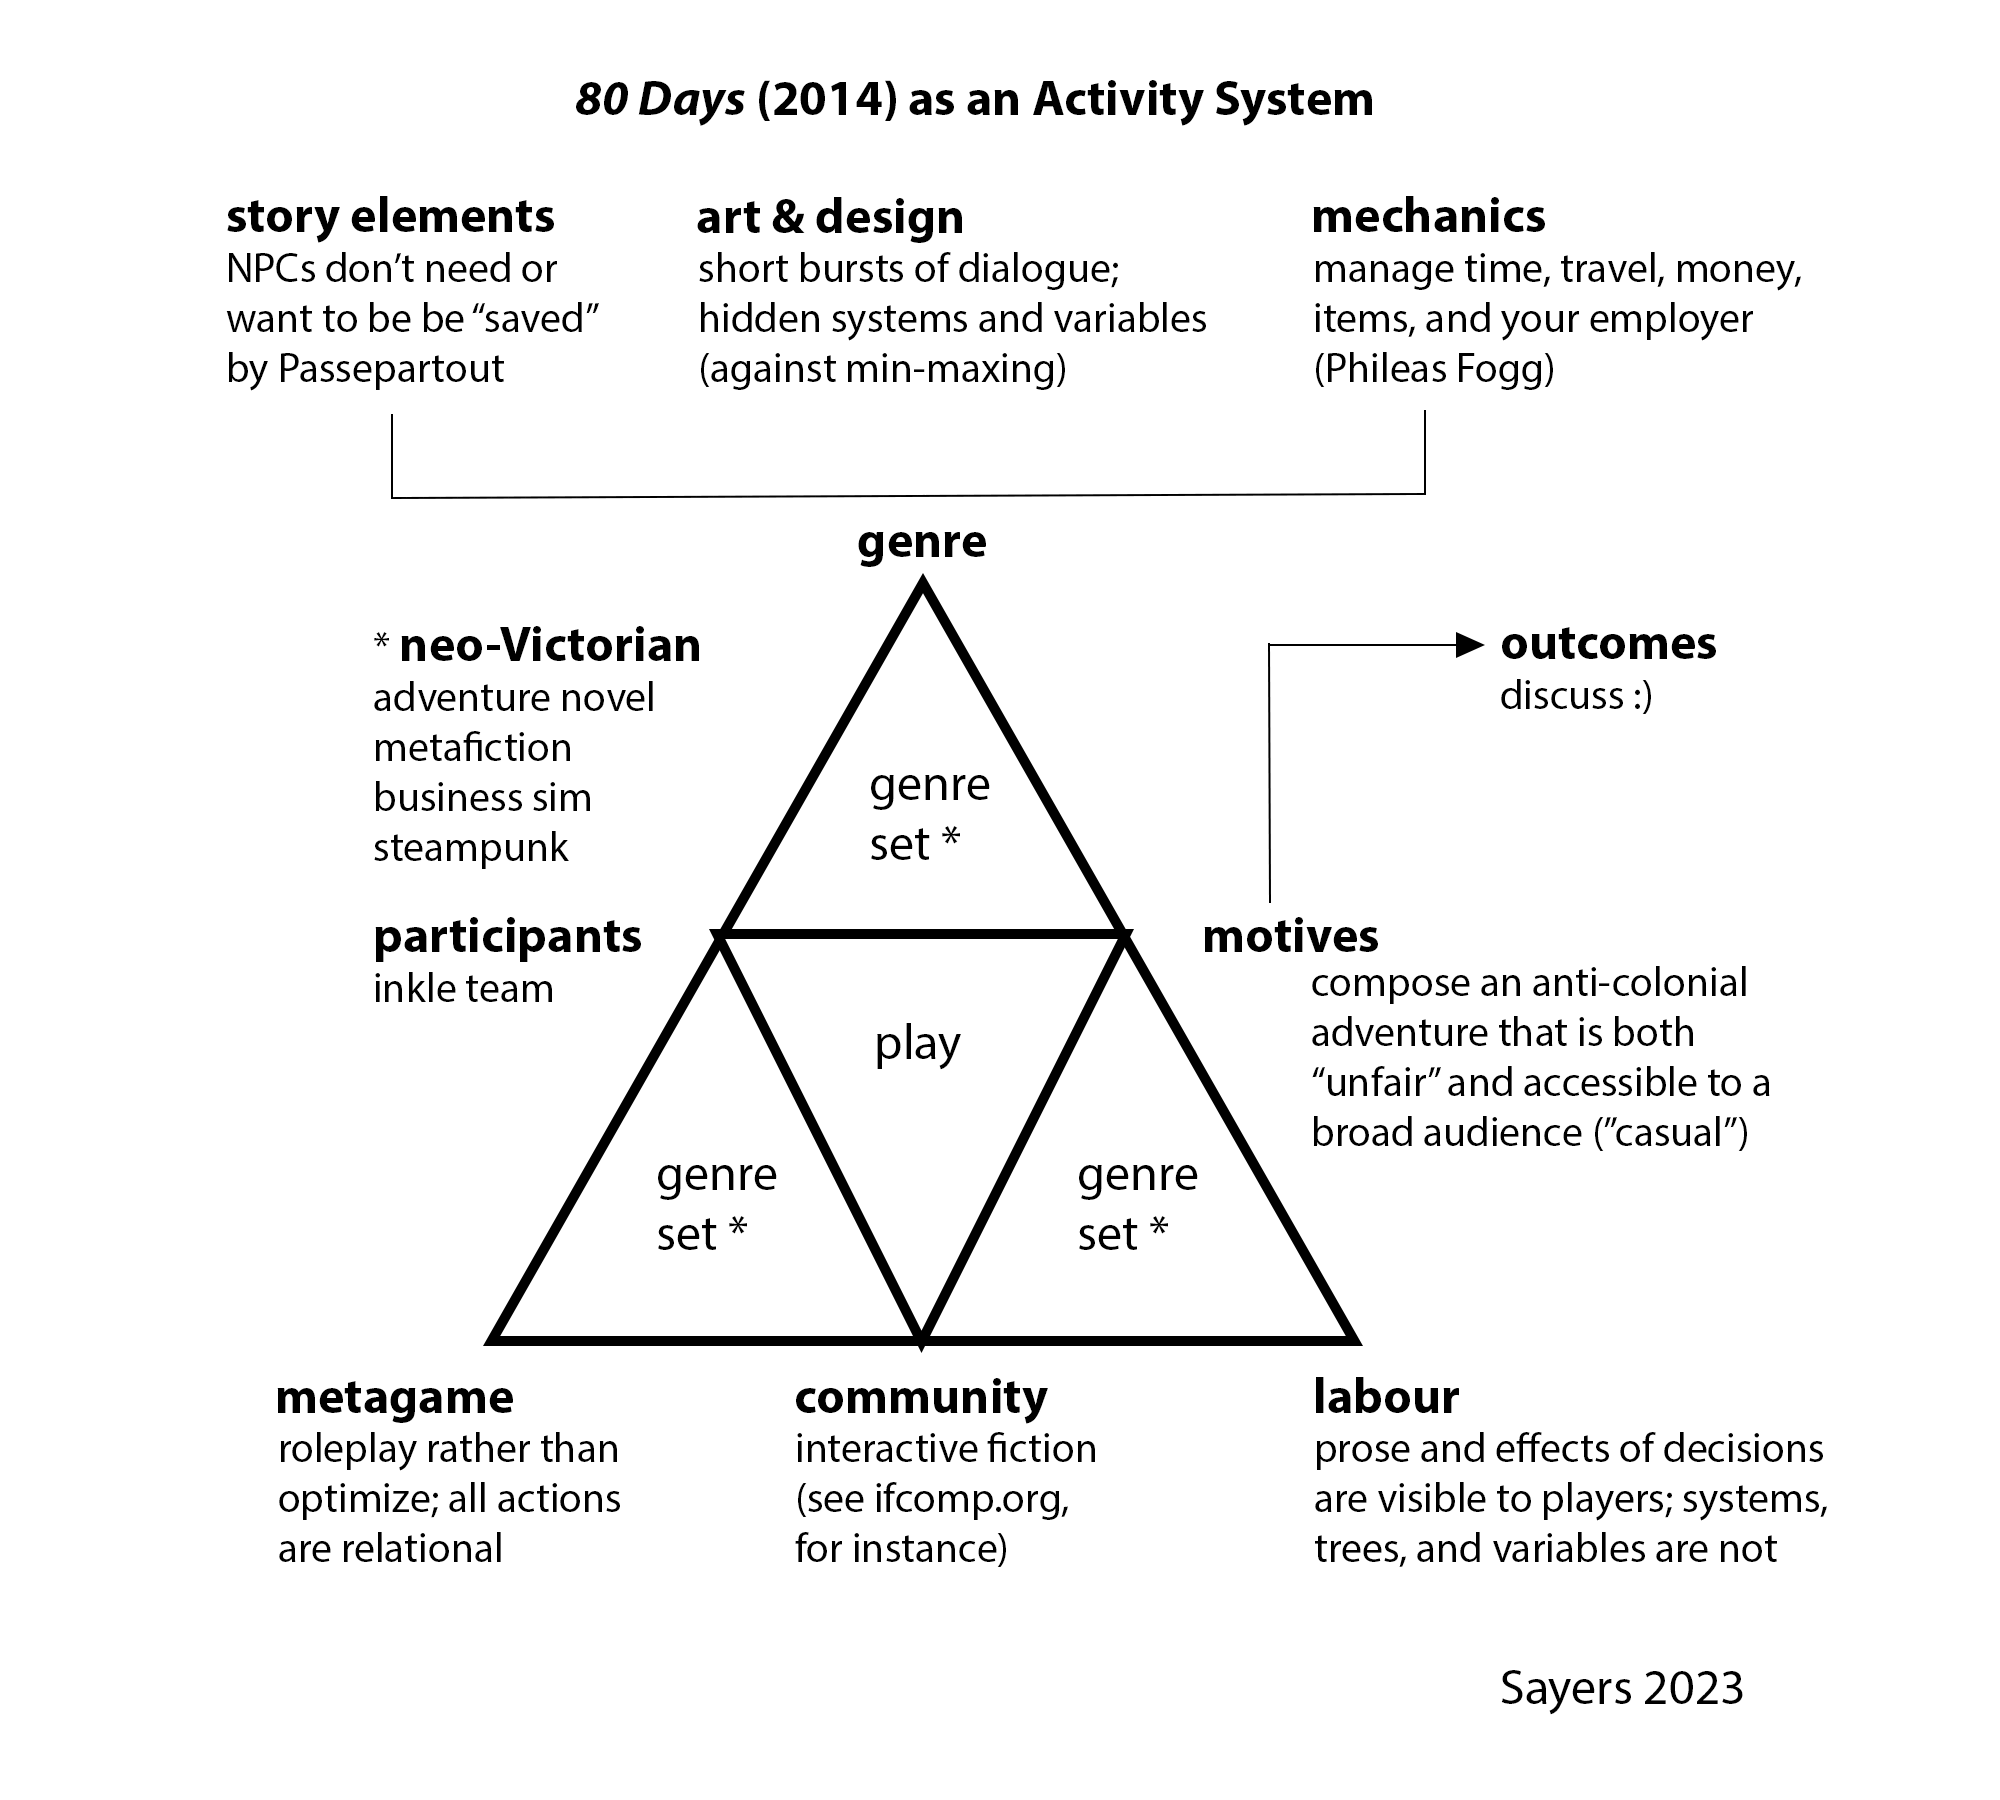 80 Days (2014) as an Activity System
story elements
NPCs don’t need or
want to be be “saved”
by Passepartout
art & design
short bursts of dialogue;
hidden systems and variables
(against min-maxing)
mechanics
manage time, travel, money,
items, and your employer
(Phileas Fogg)
genre
* neo-Victorian
adventure novel
metafiction
business sim
steampunk
outcomes
discuss :)
genre
set *
participants
inkle team
motives
compose an anti-colonial
adventure that is both
“unfair” and accessible to a
broad audience (”casual”)
play
genre
set *
genre
set *
metagame
roleplay rather than
optimize; all actions
are relational
community
interactive fiction
(see ifcomp.org,
for instance)
labour
prose and effects of decisions
are visible to players; systems,
trees, and variables are not
Sayers 2023